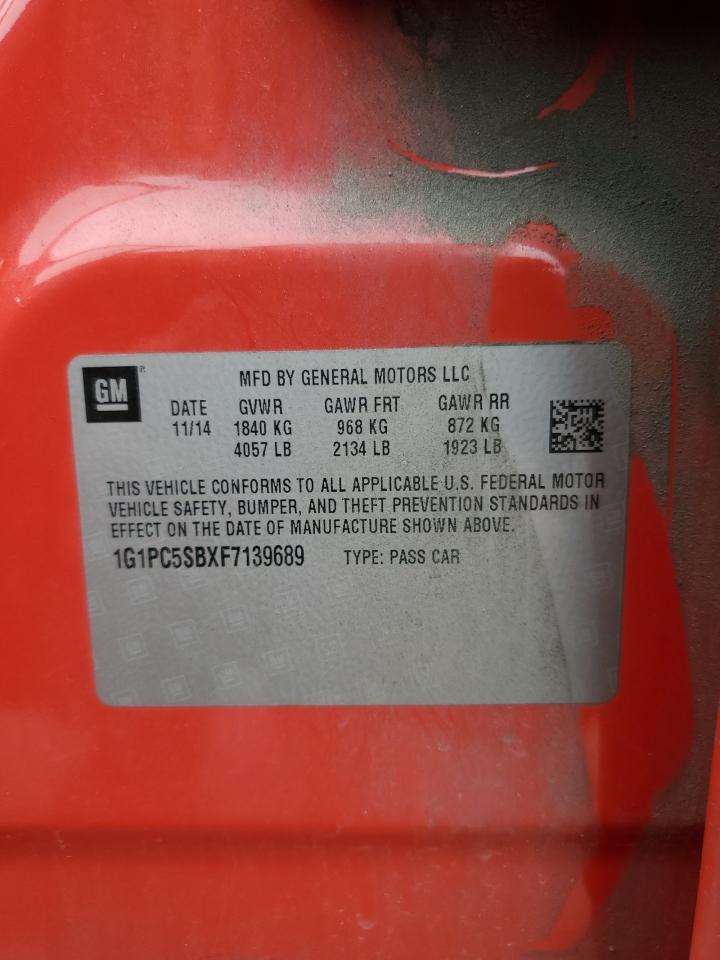 GM
MFD BY GENERAL MOTORS LLC
DATE GVWR GAWR FRT GAWR RR
11/14 1840 KG 968 KG 872 KG
4057 LB 2134 LB 1923 LB
THIS VEHICLE CONFORMS TO ALL APPLICABLE U.S. FEDERAL MOTOR
VEHICLE SAFETY, BUMPER, AND THEFT PREVENTION STANDARDS IN
EFFECT ON THE DATE OF MANUFACTURE SHOWN ABOVE.
1G1PC5SBXF7139689 TYPE: PASS CAR